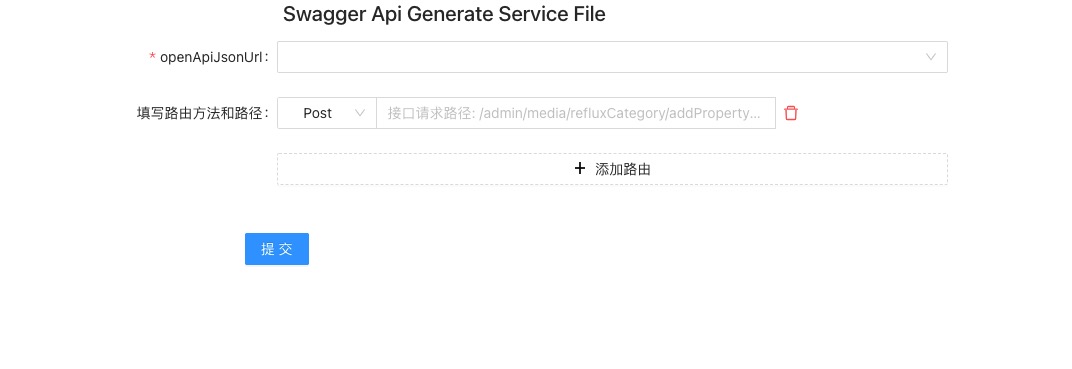 Swagger Api Generate Service File
* openApiJsonUrl:
填写路由方法和路径: Post 接口请求路径: /admin/media/refluxCategory/addProperty...
+ 添加路由
提 交